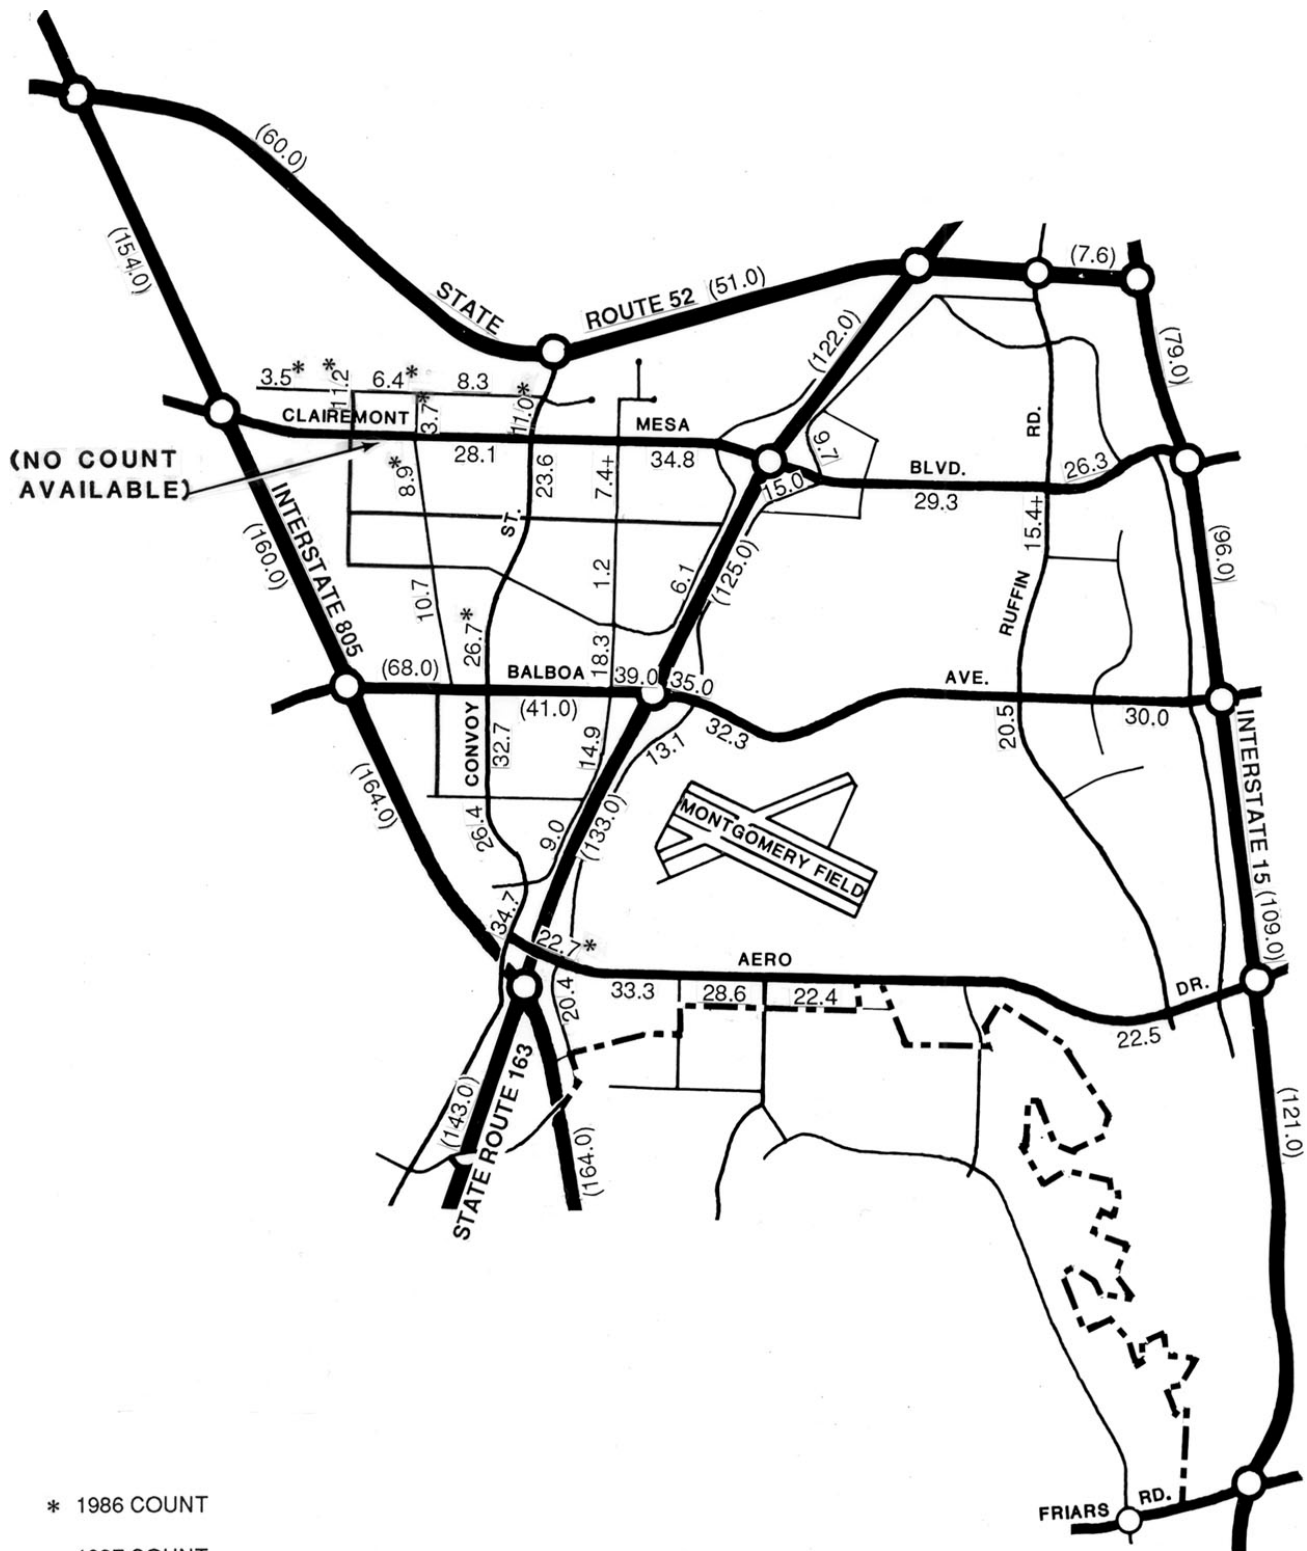 (60.0)
(154.0)
STATE
ROUTE 52
(51.0)
(7.6)
(122.0)
(79.0)
3.5*
11.2*
6.4*
8.3
11.0*
3.7*
CLAIREMONT
MESA
BLVD.
RD.
28.1
34.8
9.7
15.0
29.3
26.3
(NO COUNT
AVAILABLE)
8.9*
23.6
7.4+
15.4+
ST.
INTERSTATE 805
(160.0)
(96.0)
10.7
1.2
6.1
(125.0)
RUFFIN
26.7*
18.3
(68.0)
BALBOA
39.0
35.0
AVE.
(41.0)
32.3
20.5
30.0
CONVOY
32.7
14.9
13.1
INTERSTATE 15
(164.0)
26.4
9.0
(133.0)
MONTGOMERY FIELD
34.7
22.7*
AERO
(109.0)
33.3
28.6
22.4
DR.
20.4
22.5
(143.0)
STATE ROUTE 163
(164.0)
(121.0)
FRIARS
RD.
* 1986 COUNT